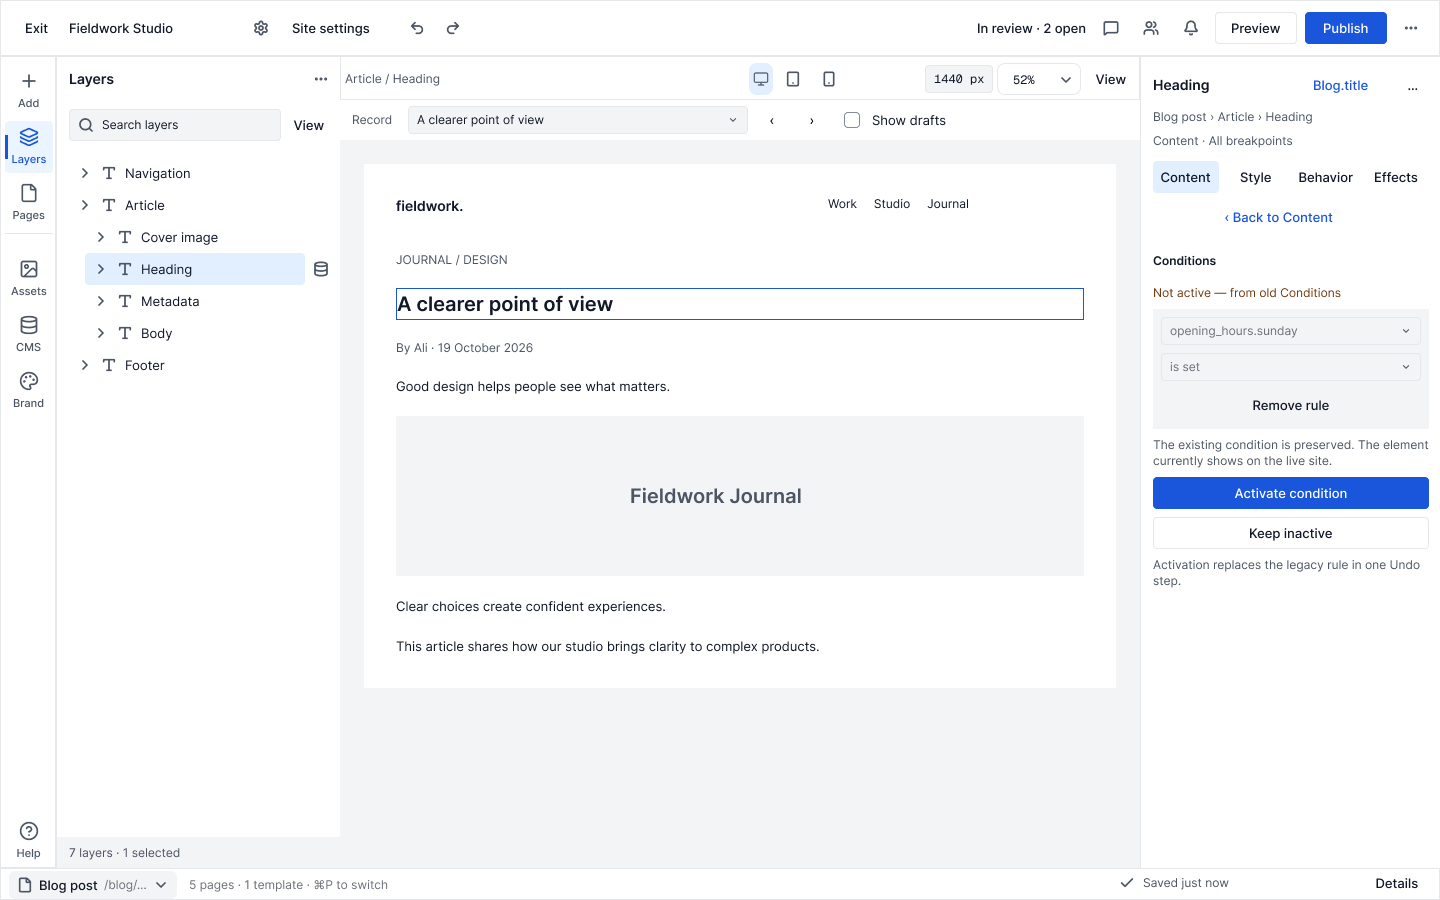 Exit
Fieldwork Studio
Site settings
In review · 2 open
Preview
Publish
Add
Layers
Pages
Assets
CMS
Brand
Help
Layers
Search layers
View
Navigation
Article
Cover image
Heading
Metadata
Body
Footer
7 layers · 1 selected
Article / Heading
1440 px
52%
View
Record
A clearer point of view
‹
›
Show drafts
fieldwork.
Work
Studio
Journal
JOURNAL / DESIGN
A clearer point of view
By Ali · 19 October 2026
Good design helps people see what matters.
Fieldwork Journal
Clear choices create confident experiences.
This article shares how our studio brings clarity to complex products.
Heading
Blog.title
...
Blog post › Article › Heading
Content · All breakpoints
Content
Style
Behavior
Effects
‹ Back to Content
Conditions
Not active — from old Conditions
opening_hours.sunday
is set
Remove rule
The existing condition is preserved. The element
currently shows on the live site.
Activate condition
Keep inactive
Activation replaces the legacy rule in one Undo
step.
Blog post
/blog/...
5 pages · 1 template · ⌘P to switch
Saved just now
Details